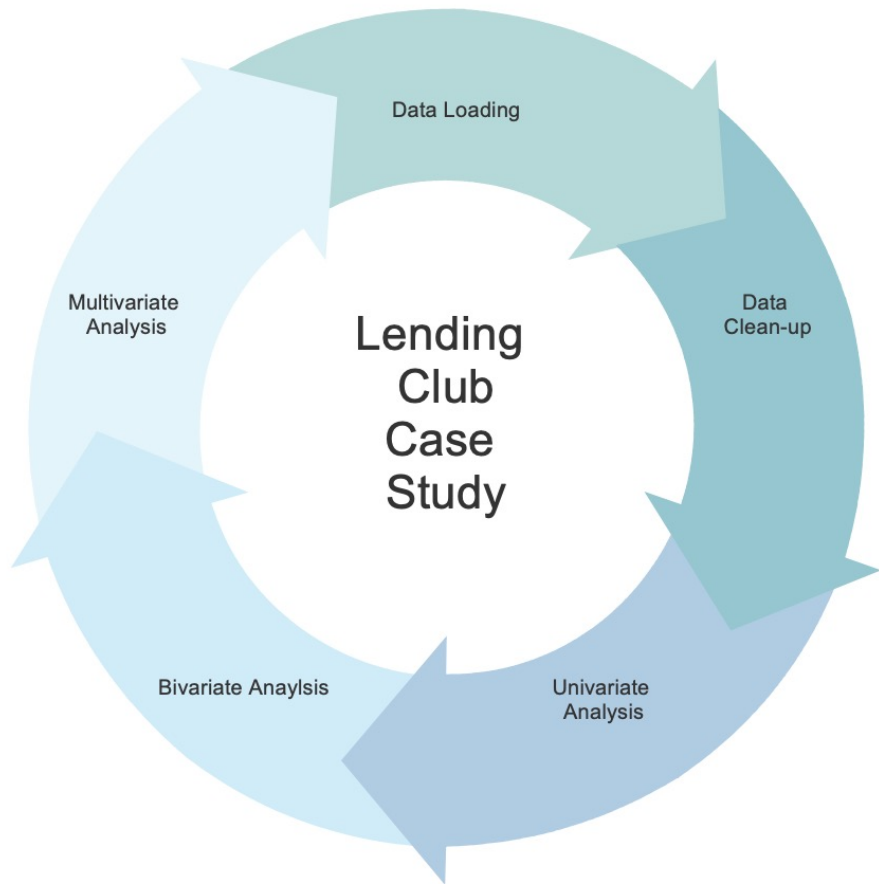 Data Loading
Data
Clean-up
Univariate
Analysis
Bivariate Anaylsis
Multivariate
Analysis
Lending
Club
Case
Study